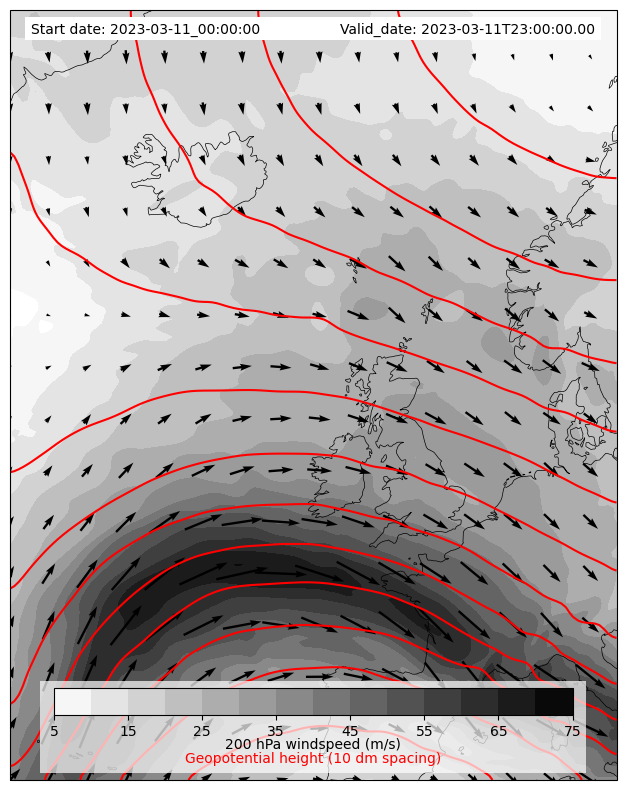 Start date: 2023-03-11_00:00:00 Valid_date: 2023-03-11T23:00:00.00
5 15 25 35 45 55 65 75
200 hPa windspeed (m/s)
Geopotential height (10 dm spacing)